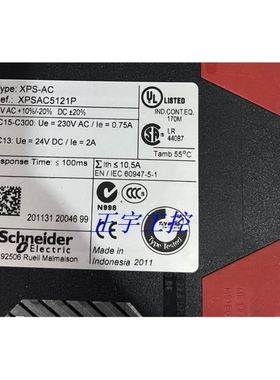 ype: XPS-AC
ef.: XPSAC5121P
V AC +10%/-20% DC ±20%
C15-C300: Ue = 230V AC / Ie = 0.75A
C13: Ue = 24V DC / Ie = 2A
esponse Time: ≤ 100ms
UL LISTED
IND.CONT.EQ.
170M
LR
44087
Tamb 55°C
Σ Ith ≤ 10,5A
EN / IEC 60947-5-1
N998
201131 20046 99
Type Tested
正宇工控
Schneider
Electric
92506 Rueil Malmaison
Made in
Indonesia 2011